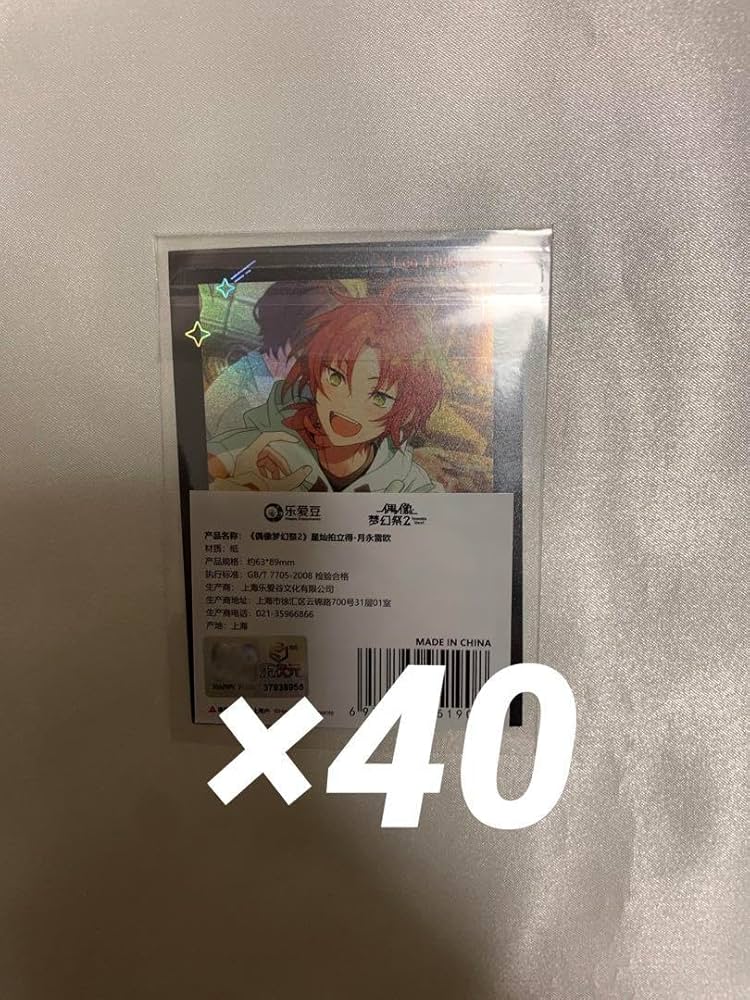 Leo Tsukinaga
乐爱豆
偶像
梦幻祭2
产品名称：《偶像梦幻祭2》星灿拍立得-月永雷欧
材质：纸
产品规格：约63*89mm
执行标准：GB/T 7705-2008 检验合格
生产商：上海乐爱谷文化有限公司
生产商地址：上海市徐汇区云锦路700号31层01室
生产商电话：021-35966866
产地：上海
MADE IN CHINA
37838958
×40